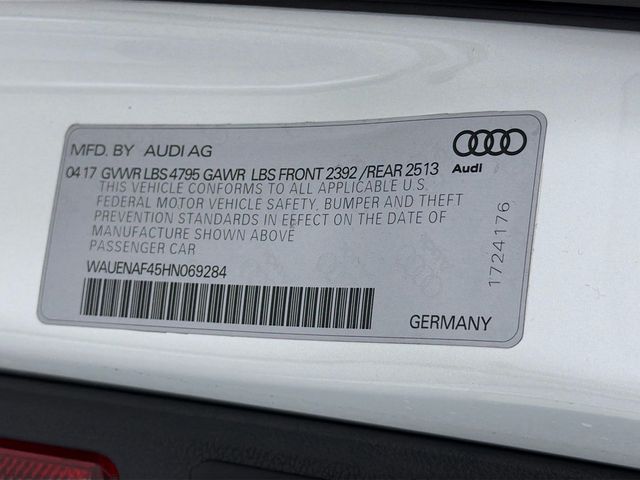 MFD. BY AUDI AG
0417 GVWR LBS 4795 GAWR LBS FRONT 2392 /REAR 2513
Audi
THIS VEHICLE CONFORMS TO ALL APPLICABLE U.S.
FEDERAL MOTOR VEHICLE SAFETY, BUMPER AND THEFT
PREVENTION STANDARDS IN EFFECT ON THE DATE OF
MANUFACTURE SHOWN ABOVE
PASSENGER CAR
WAUENAF45HN069284
GERMANY
1724176